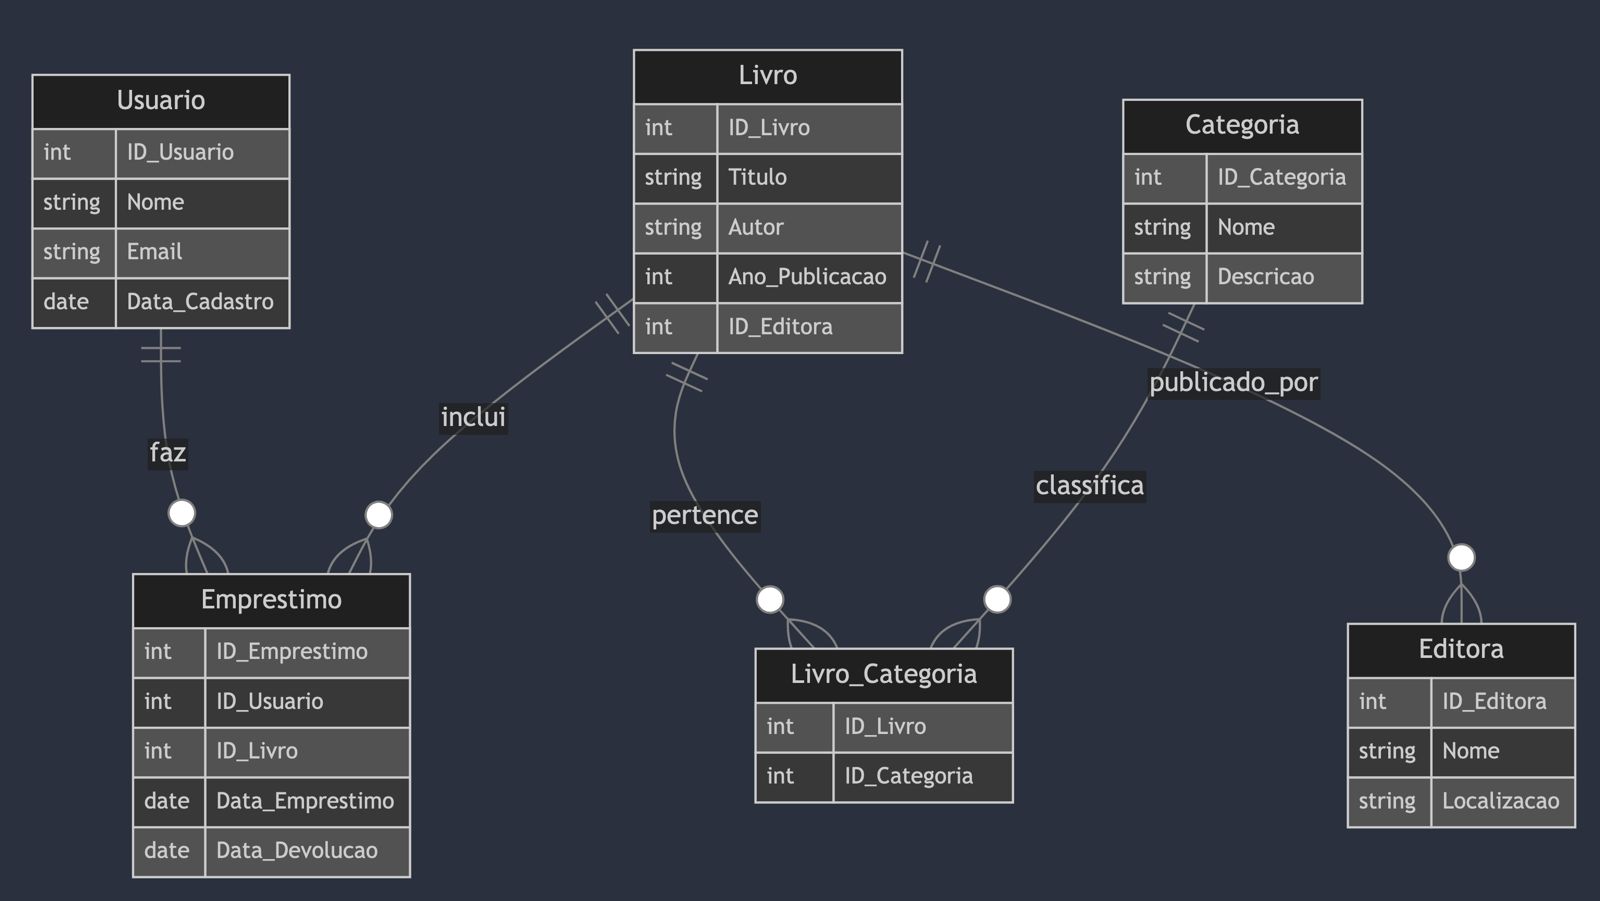 Usuario
int ID_Usuario
string Nome
string Email
date Data_Cadastro
Livro
int ID_Livro
string Titulo
string Autor
int Ano_Publicacao
int ID_Editora
Categoria
int ID_Categoria
string Nome
string Descricao
publicado_por
inclui
faz
classifica
pertence
Emprestimo
int ID_Emprestimo
int ID_Usuario
int ID_Livro
date Data_Emprestimo
date Data_Devolucao
Livro_Categoria
int ID_Livro
int ID_Categoria
Editora
int ID_Editora
string Nome
string Localizacao